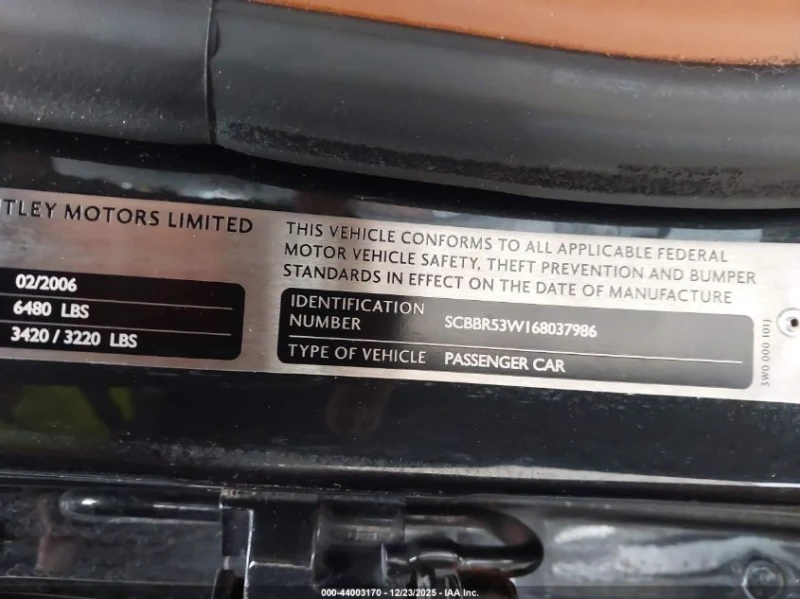 TLEY MOTORS LIMITED
02/2006
6480 LBS
3420 / 3220 LBS
THIS VEHICLE CONFORMS TO ALL APPLICABLE FEDERAL
MOTOR VEHICLE SAFETY, THEFT PREVENTION AND BUMPER
STANDARDS IN EFFECT ON THE DATE OF MANUFACTURE
IDENTIFICATION
NUMBER SCBBR53W168037986
TYPE OF VEHICLE PASSENGER CAR
3W0 000 101J
000-44003170 - 12/23/2025 - IAA Inc.